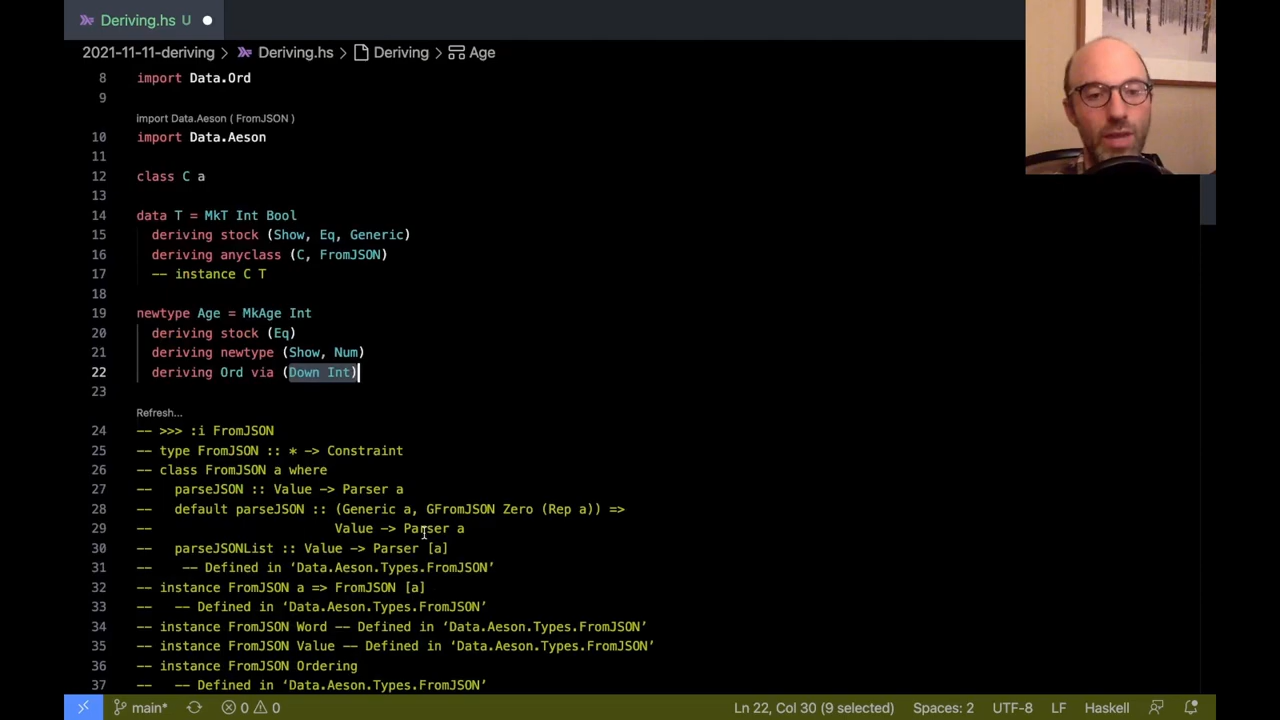 Deriving.hs U
2021-11-11-deriving > Deriving.hs > Deriving > Age
8 import Data.Ord
9
import Data.Aeson ( FromJSON )
10 import Data.Aeson
11
12 class C a
13
14 data T = MkT Int Bool
15 deriving stock (Show, Eq, Generic)
16 deriving anyclass (C, FromJSON)
17 -- instance C T
18
19 newtype Age = MkAge Int
20 deriving stock (Eq)
21 deriving newtype (Show, Num)
22 deriving Ord via (Down Int)
23
Refresh...
24 -- >>> :i FromJSON
25 -- type FromJSON :: * -> Constraint
26 -- class FromJSON a where
27 --   parseJSON :: Value -> Parser a
28 --   default parseJSON :: (Generic a, GFromJSON Zero (Rep a)) =>
29 --                        Value -> Parser a
30 --   parseJSONList :: Value -> Parser [a]
31 --    -- Defined in ‘Data.Aeson.Types.FromJSON’
32 -- instance FromJSON a => FromJSON [a]
33 --   -- Defined in ‘Data.Aeson.Types.FromJSON’
34 -- instance FromJSON Word -- Defined in ‘Data.Aeson.Types.FromJSON’
35 -- instance FromJSON Value -- Defined in ‘Data.Aeson.Types.FromJSON’
36 -- instance FromJSON Ordering
37 --   -- Defined in ‘Data.Aeson.Types.FromJSON’
main* 0 0 Ln 22, Col 30 (9 selected) Spaces: 2 UTF-8 LF Haskell